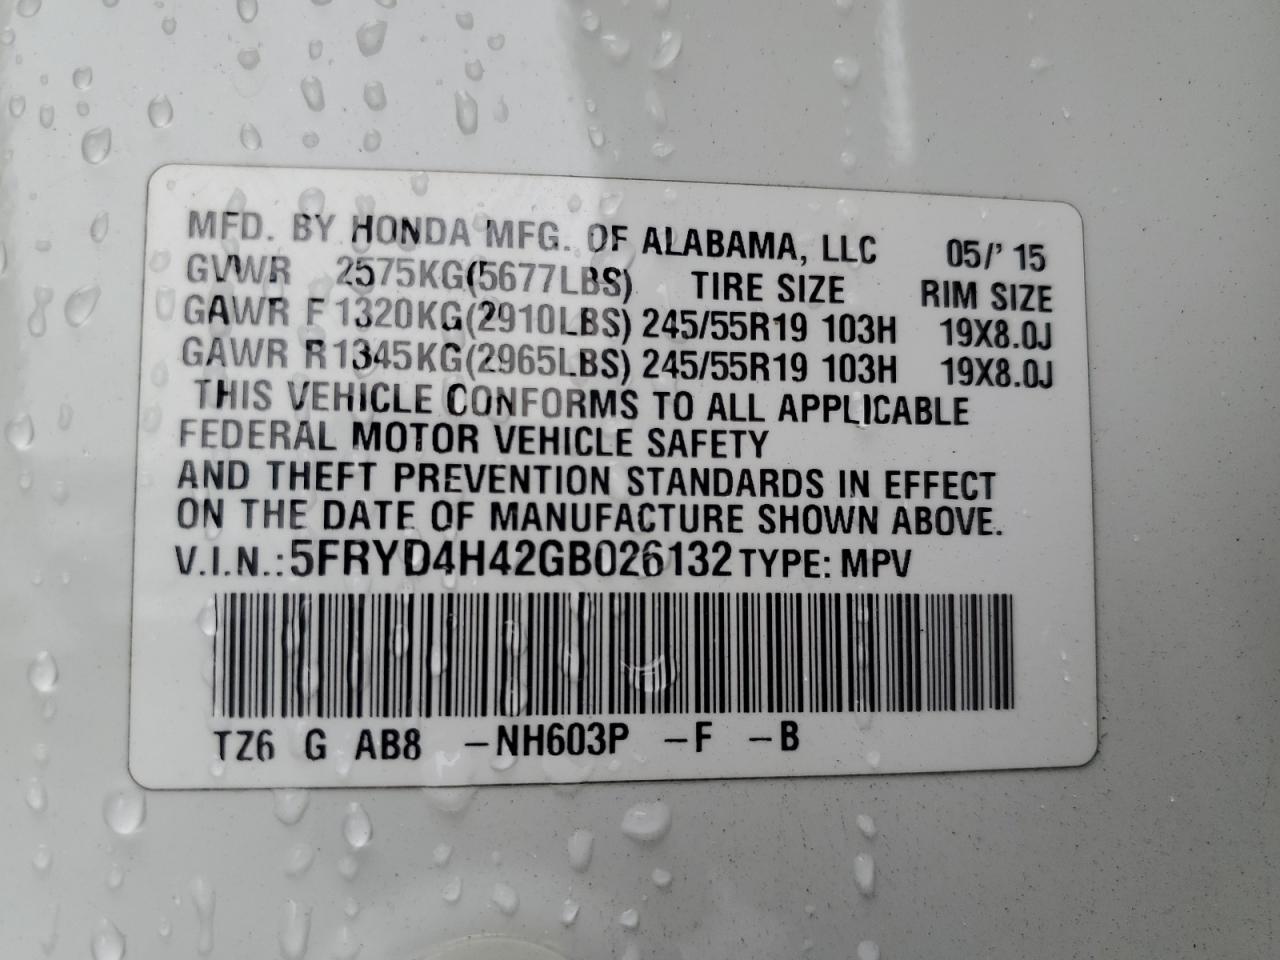 MFD. BY HONDA MFG. OF ALABAMA, LLC 05/'15
GVWR 2575KG(5677LBS) TIRE SIZE RIM SIZE
GAWR F 1320KG(2910LBS) 245/55R19 103H 19X8.0J
GAWR R 1345KG(2965LBS) 245/55R19 103H 19X8.0J
THIS VEHICLE CONFORMS TO ALL APPLICABLE
FEDERAL MOTOR VEHICLE SAFETY
AND THEFT PREVENTION STANDARDS IN EFFECT
ON THE DATE OF MANUFACTURE SHOWN ABOVE.
V.I.N.: 5FRYD4H42GB026132 TYPE: MPV
TZ6 G AB8 -NH603P -F -B